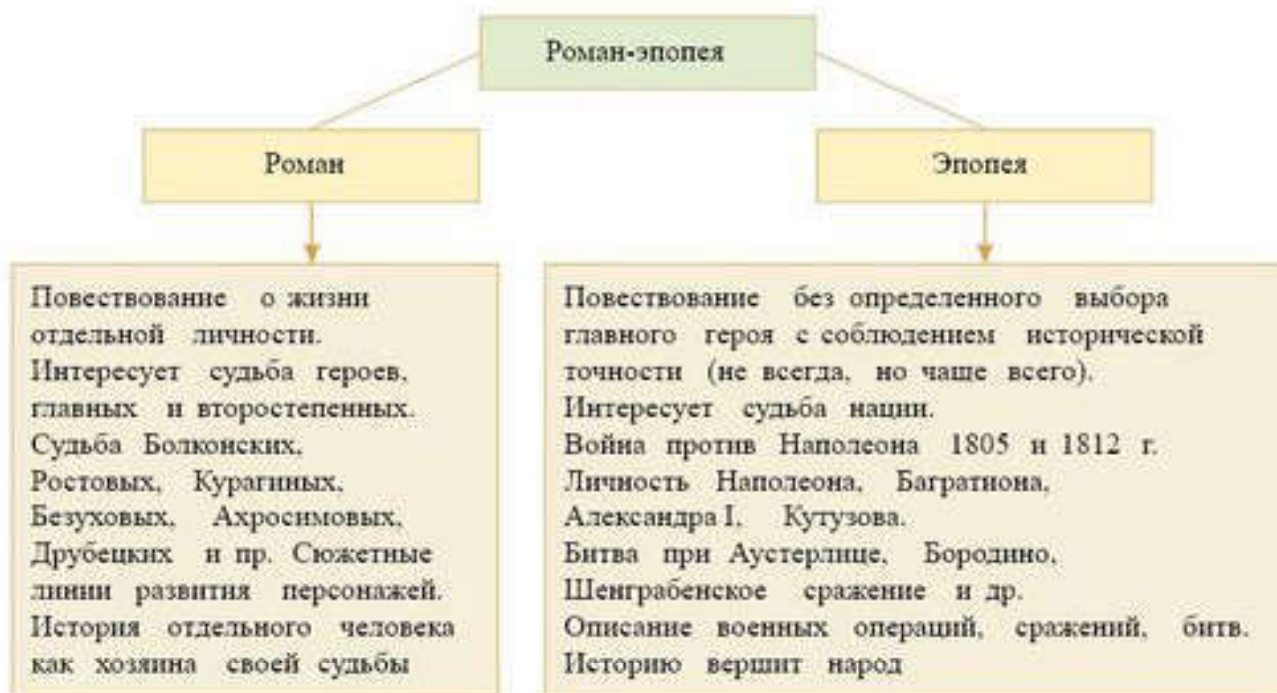 Роман-эпопея
Роман
Эпопея
Повествование о жизни
отдельной личности.
Интересует судьба героев,
главных и второстепенных.
Судьба Болконских,
Ростовых, Курагиных,
Безуховых, Ахросимовых,
Друбецких и пр. Сюжетные
линии развития персонажей.
История отдельного человека
как хозяина своей судьбы
Повествование без определенного выбора
главного героя с соблюдением исторической
точности (не всегда, но чаще всего).
Интересует судьба нации.
Война против Наполеона 1805 и 1812 г.
Личность Наполеона, Багратиона,
Александра I, Кутузова.
Битва при Аустерлице, Бородино,
Шенграбенское сражение и др.
Описание военных операций, сражений, битв.
Историю вершит народ